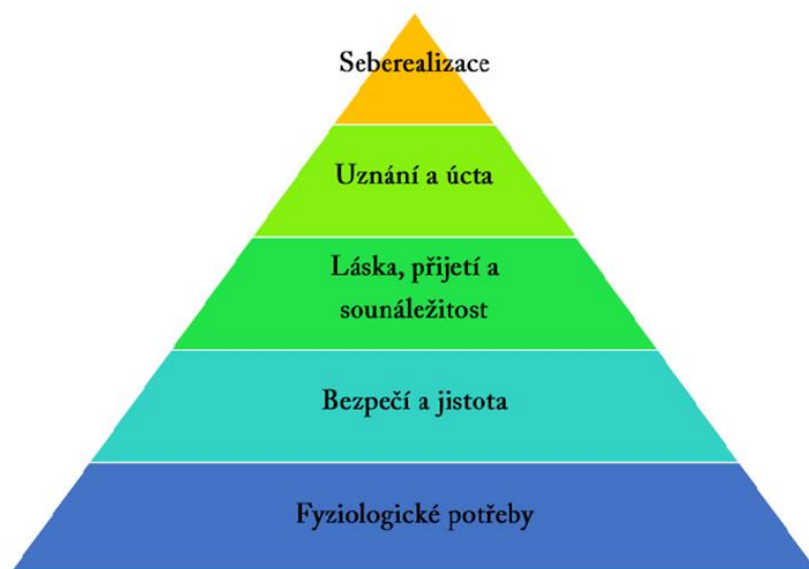 Seberealizace
Uznání a úcta
Láska, přijetí a
sounáležitost
Bezpečí a jistota
Fyziologické potřeby